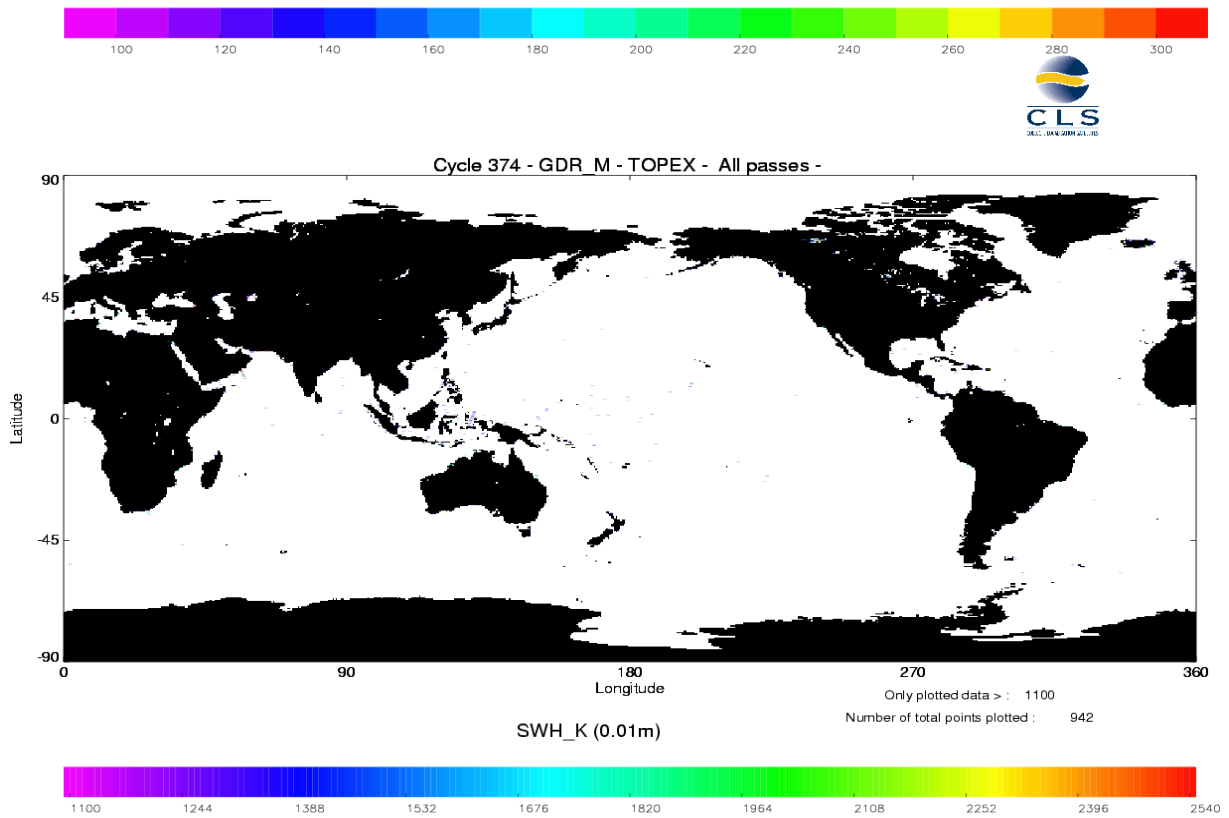 100 120 140 160 180 200 220 240 260 280 300
CLS
Cycle 374 - GDR_M - TOPEX - All passes -
90
45
0
-45
-90
Latitude
0 90 180 270 360
Longitude
Only plotted data > : 1100
Number of total points plotted : 942
SWH_K (0.01m)
1100 1244 1388 1532 1676 1820 1964 2108 2252 2396 2540